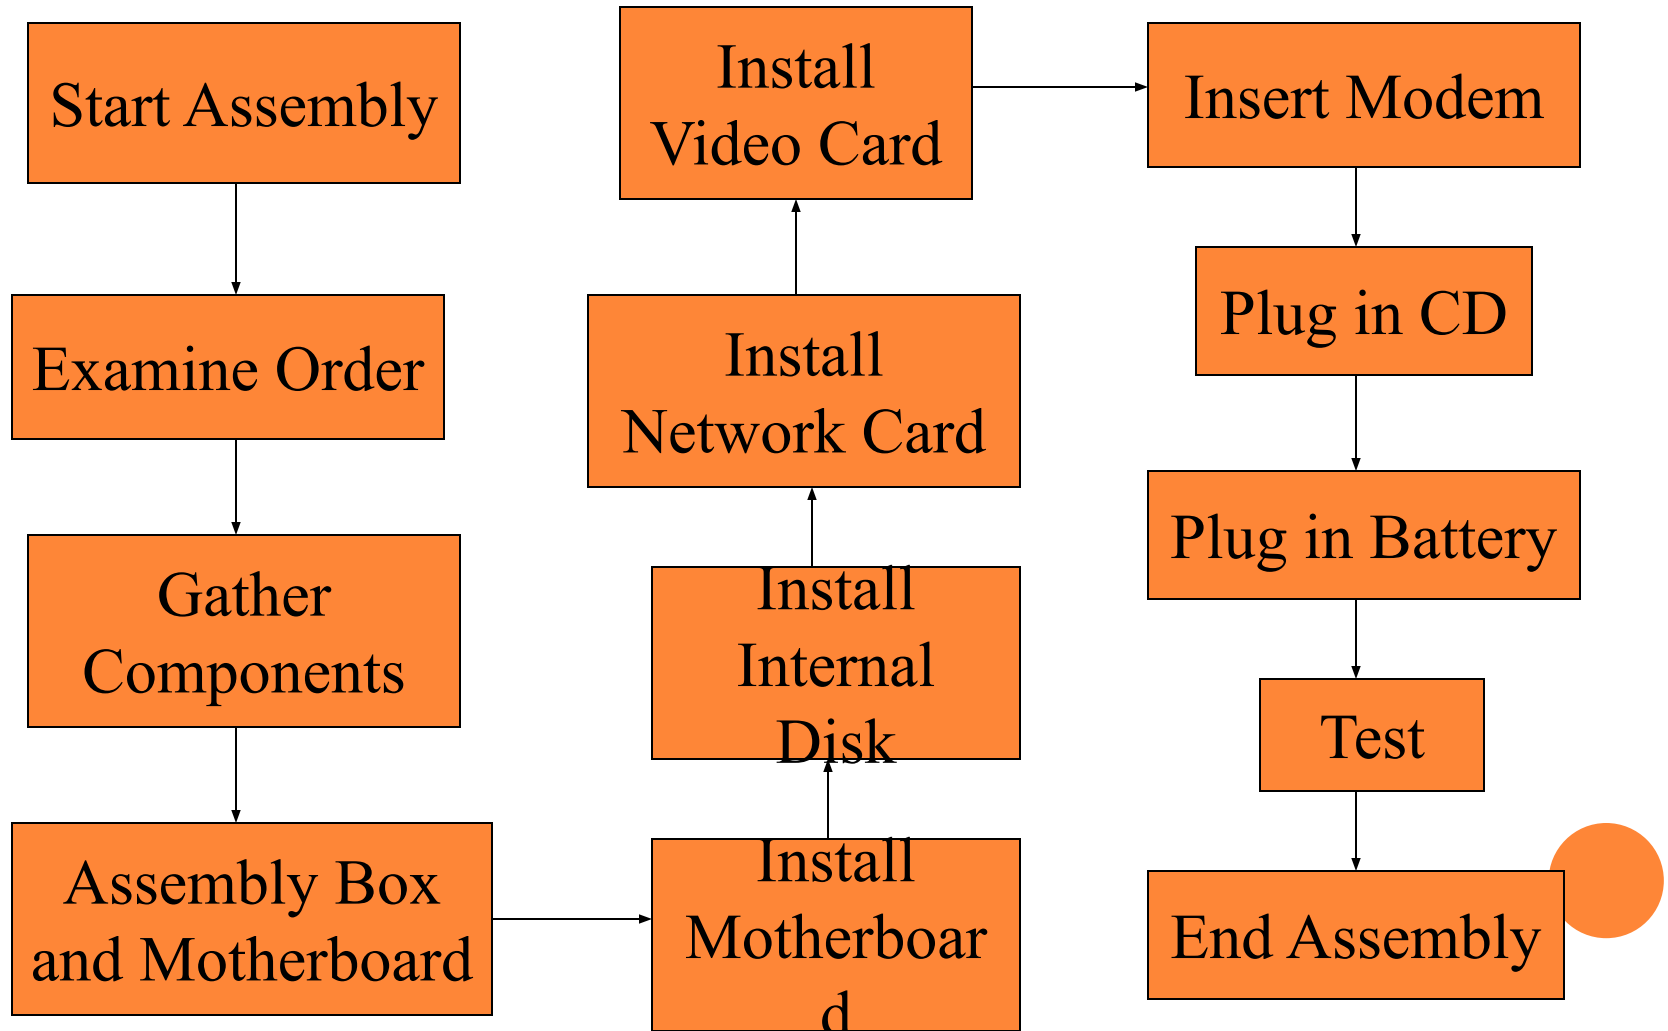 Start Assembly
Examine Order
Gather
Components
Assembly Box
and Motherboard
Install
Motherboar
d
Install
Internal
Disk
Install
Network Card
Install
Video Card
Insert Modem
Plug in CD
Plug in Battery
Test
End Assembly